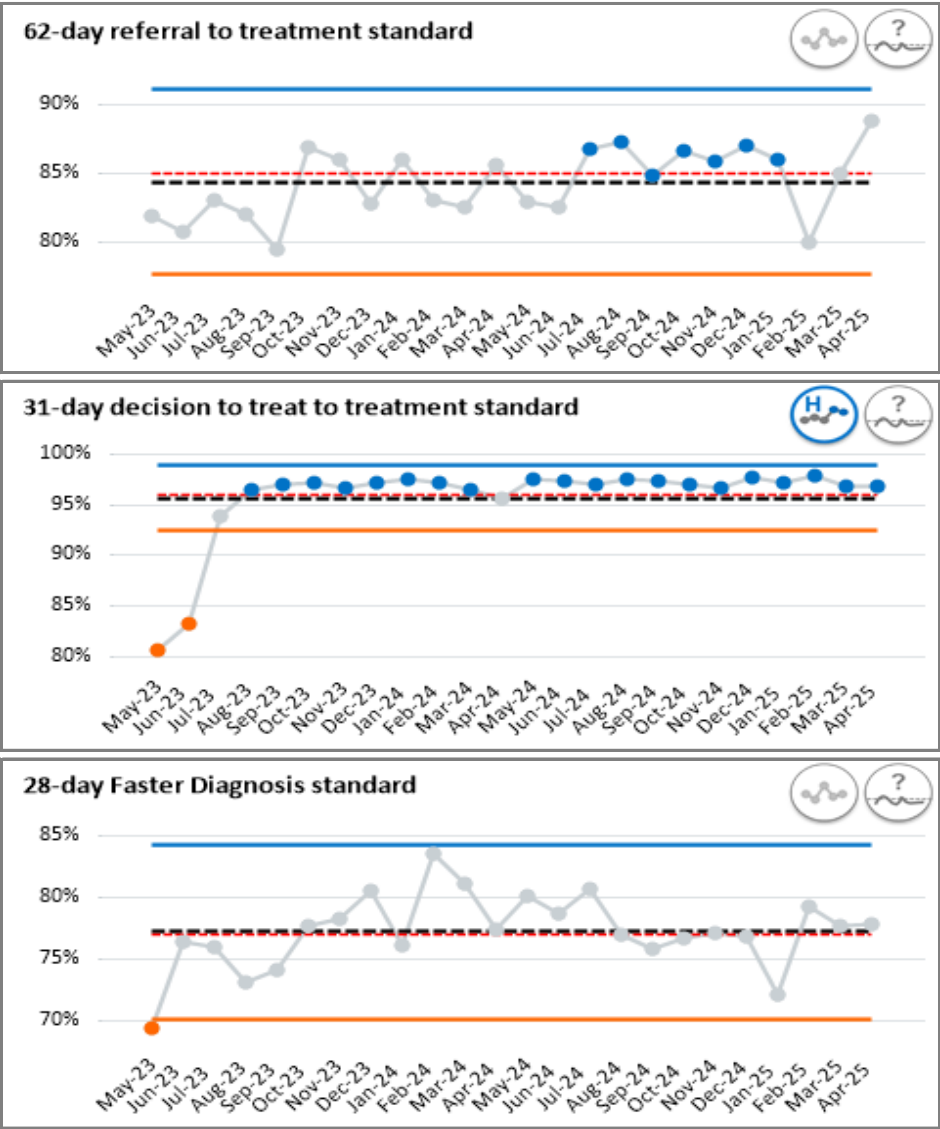 62-day referral to treatment standard
?
90%
85%
80%
May-23 Jun-23 Jul-23 Aug-23 Sep-23 Oct-23 Nov-23 Dec-23 Jan-24 Feb-24 Mar-24 Apr-24 May-24 Jun-24 Jul-24 Aug-24 Sep-24 Oct-24 Nov-24 Dec-24 Jan-25 Feb-25 Mar-25 Apr-25
31-day decision to treat to treatment standard
H
?
100%
95%
90%
85%
80%
May-23 Jun-23 Jul-23 Aug-23 Sep-23 Oct-23 Nov-23 Dec-23 Jan-24 Feb-24 Mar-24 Apr-24 May-24 Jun-24 Jul-24 Aug-24 Sep-24 Oct-24 Nov-24 Dec-24 Jan-25 Feb-25 Mar-25 Apr-25
28-day Faster Diagnosis standard
?
85%
80%
75%
70%
May-23 Jun-23 Jul-23 Aug-23 Sep-23 Oct-23 Nov-23 Dec-23 Jan-24 Feb-24 Mar-24 Apr-24 May-24 Jun-24 Jul-24 Aug-24 Sep-24 Oct-24 Nov-24 Dec-24 Jan-25 Feb-25 Mar-25 Apr-25